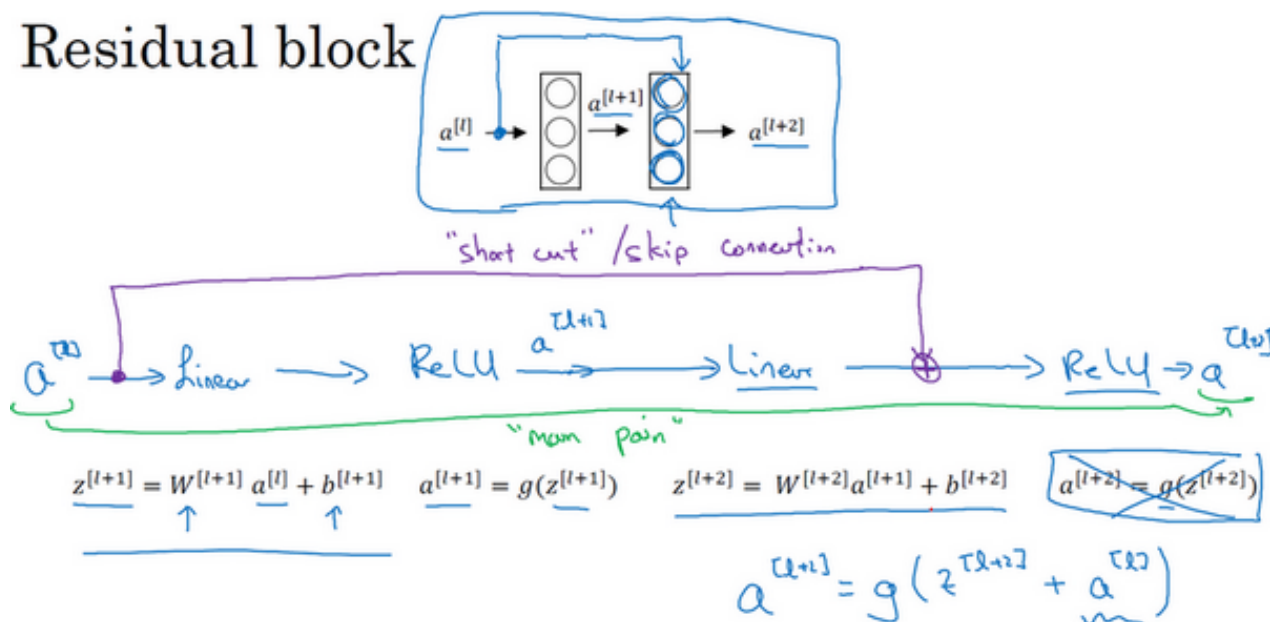 Residual block
a^[l] a^[l+1] a^[l+2]
"short cut" / skip connection
a^[l] → Linear → ReLU a^[l+1] → Linear → ⊕ → ReLU → a^[l+2]
"main path"
z^[l+1] = W^[l+1] a^[l] + b^[l+1] a^[l+1] = g(z^[l+1]) z^[l+2] = W^[l+2] a^[l+1] + b^[l+2] a^[l+2] = g(z^[l+2])
a^[l+2] = g(z^[l+2] + a^[l])